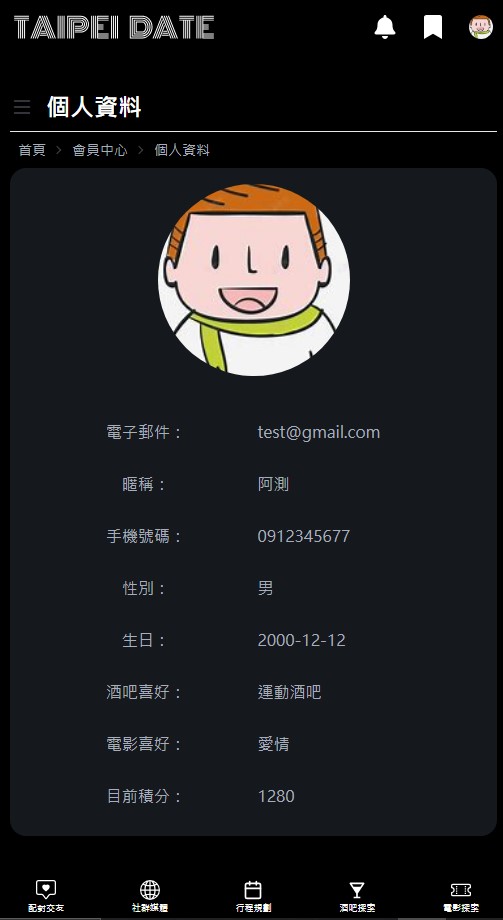 TAIPEI DATE
個人資料
首頁 > 會員中心 > 個人資料
電子郵件： test@gmail.com
暱稱： 阿測
手機號碼： 0912345677
性別： 男
生日： 2000-12-12
酒吧喜好： 運動酒吧
電影喜好： 愛情
目前積分： 1280
配對交友 社群媒體 行程規劃 酒吧探索 電影探索